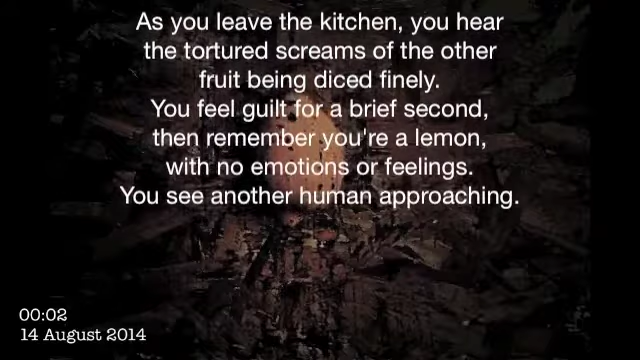 As you leave the kitchen, you hear
the tortured screams of the other
fruit being diced finely.
You feel guilt for a brief second,
then remember you're a lemon,
with no emotions or feelings.
You see another human approaching.
00:02
14 August 2014